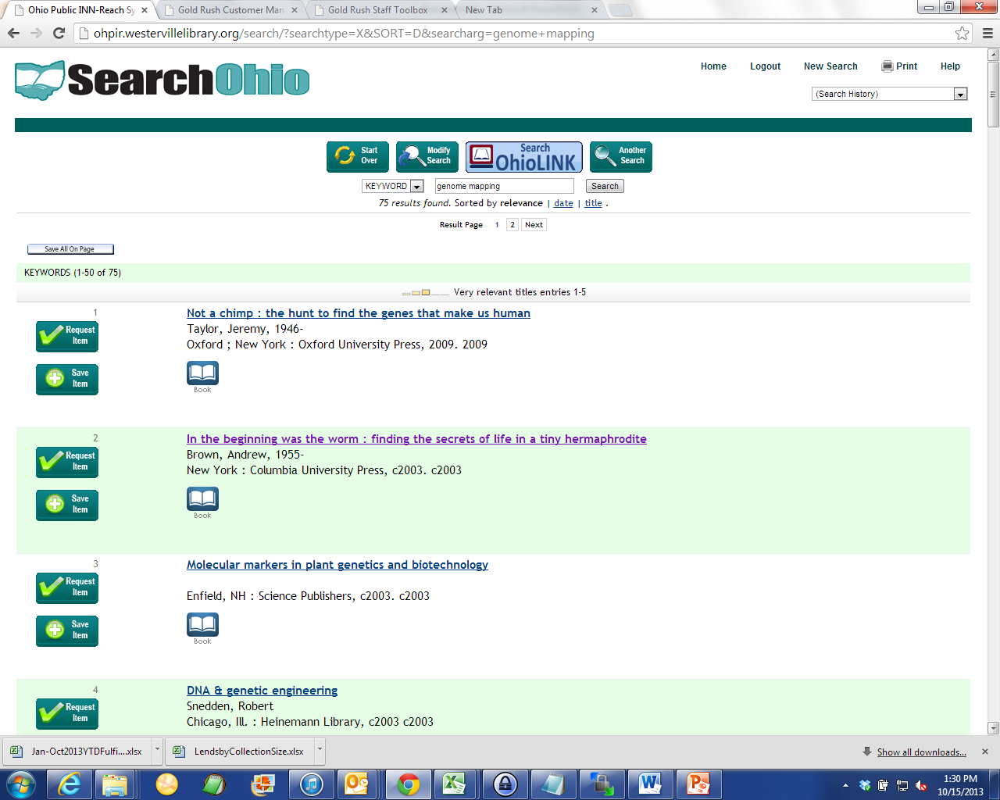 Ohio Public INN-Reach Sy
Gold Rush Customer Man
Gold Rush Staff Toolbox
New Tab
ohpir.westervillelibrary.org/search/?searchtype=X&SORT=D&searcharg=genome+mapping
SearchOhio
Home Logout New Search Print Help
(Search History)
Start Over
Modify Search
Search OhioLINK
Another Search
KEYWORD genome mapping Search
75 results found. Sorted by relevance | date | title .
Result Page 1 2 Next
Save All On Page
KEYWORDS (1-50 of 75)
Very relevant titles entries 1-5
1
Request Item
Save Item
Not a chimp : the hunt to find the genes that make us human
Taylor, Jeremy, 1946-
Oxford ; New York : Oxford University Press, 2009. 2009
Book
2
Request Item
Save Item
In the beginning was the worm : finding the secrets of life in a tiny hermaphrodite
Brown, Andrew, 1955-
New York : Columbia University Press, c2003. c2003
Book
3
Request Item
Save Item
Molecular markers in plant genetics and biotechnology
Enfield, NH : Science Publishers, c2003. c2003
Book
4
Request Item
DNA & genetic engineering
Snedden, Robert
Chicago, Ill. : Heinemann Library, c2003 c2003
Jan-Oct2013YTDFulfi....xlsx
LendsbyCollectionSize.xlsx
Show all downloads...
1:30 PM
10/15/2013